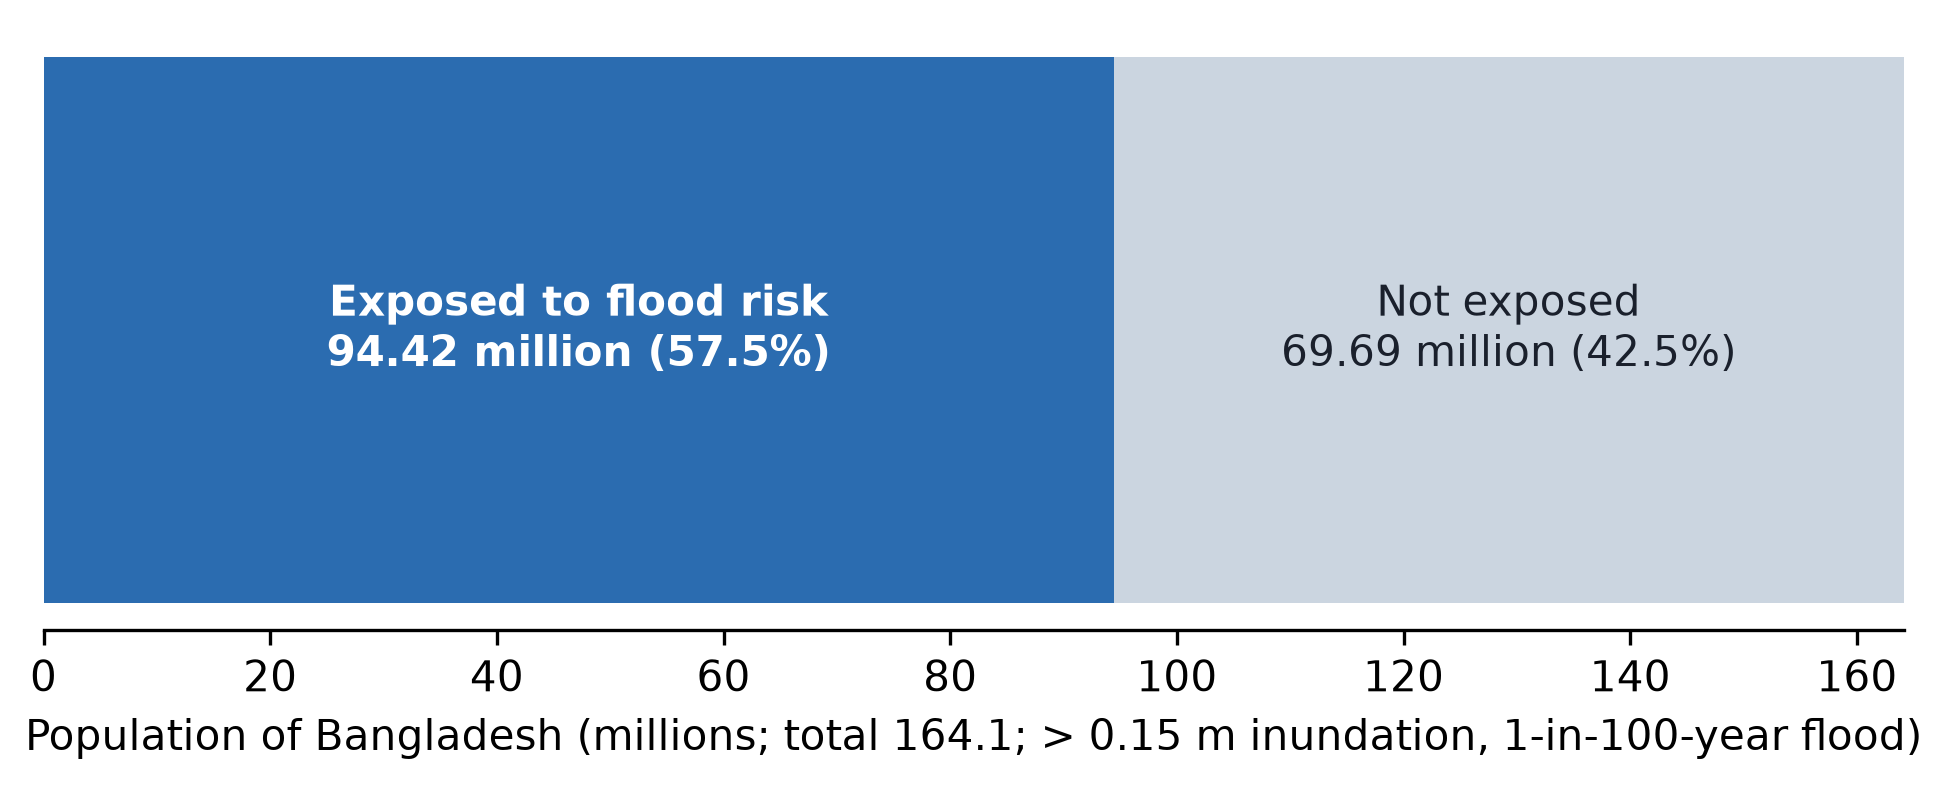 Exposed to flood risk
94.42 million (57.5%)
Not exposed
69.69 million (42.5%)
0 20 40 60 80 100 120 140 160
Population of Bangladesh (millions; total 164.1; > 0.15 m inundation, 1-in-100-year flood)